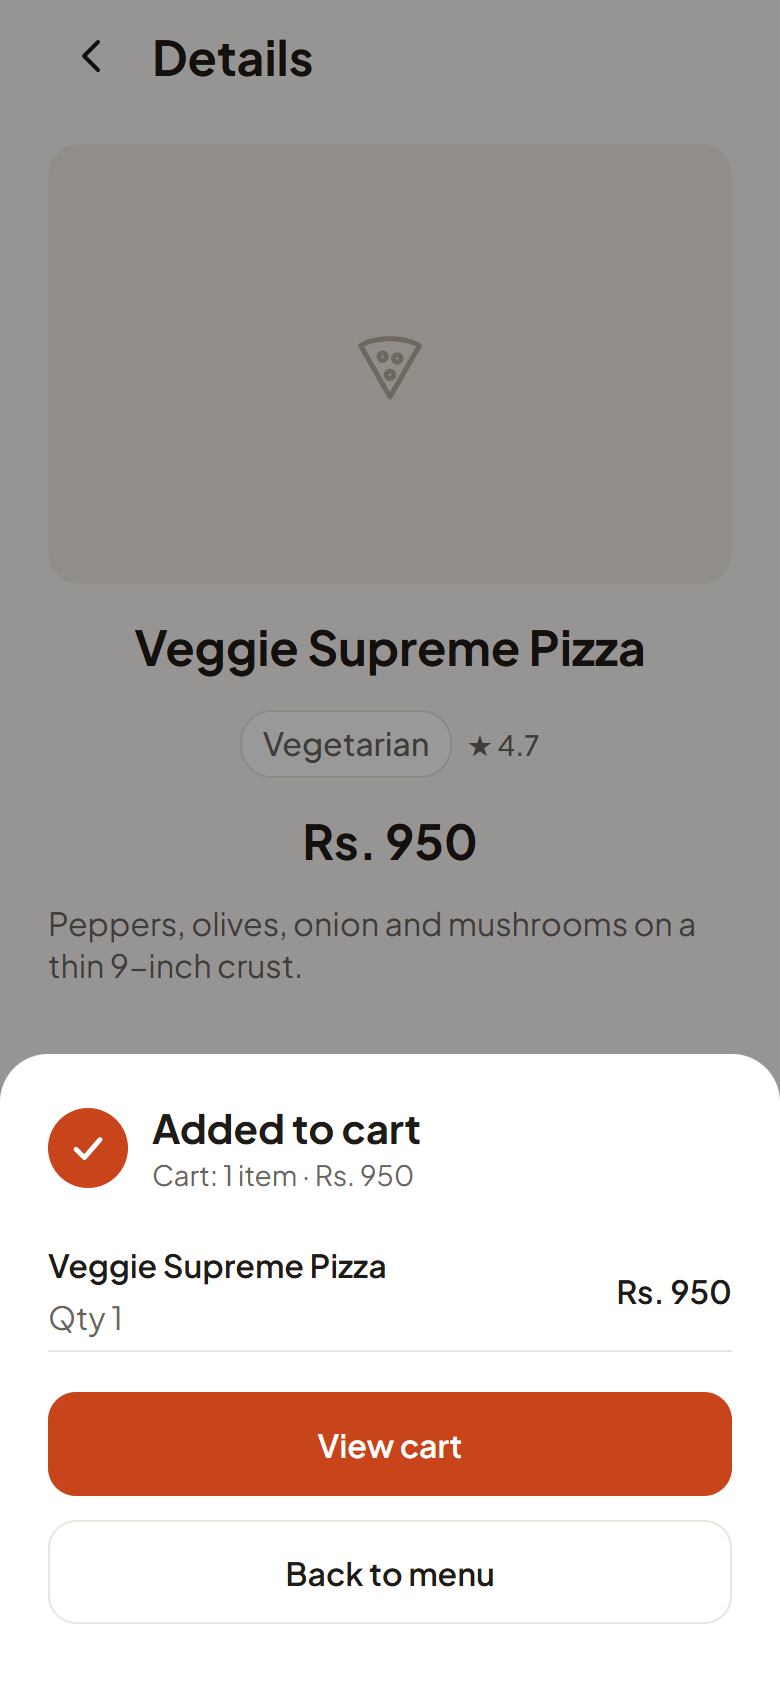 Details
Veggie Supreme Pizza
Vegetarian ★ 4.7
Rs. 950
Peppers, olives, onion and mushrooms on a
thin 9-inch crust.
Added to cart
Cart: 1 item · Rs. 950
Veggie Supreme Pizza
Qty 1
Rs. 950
View cart
Back to menu